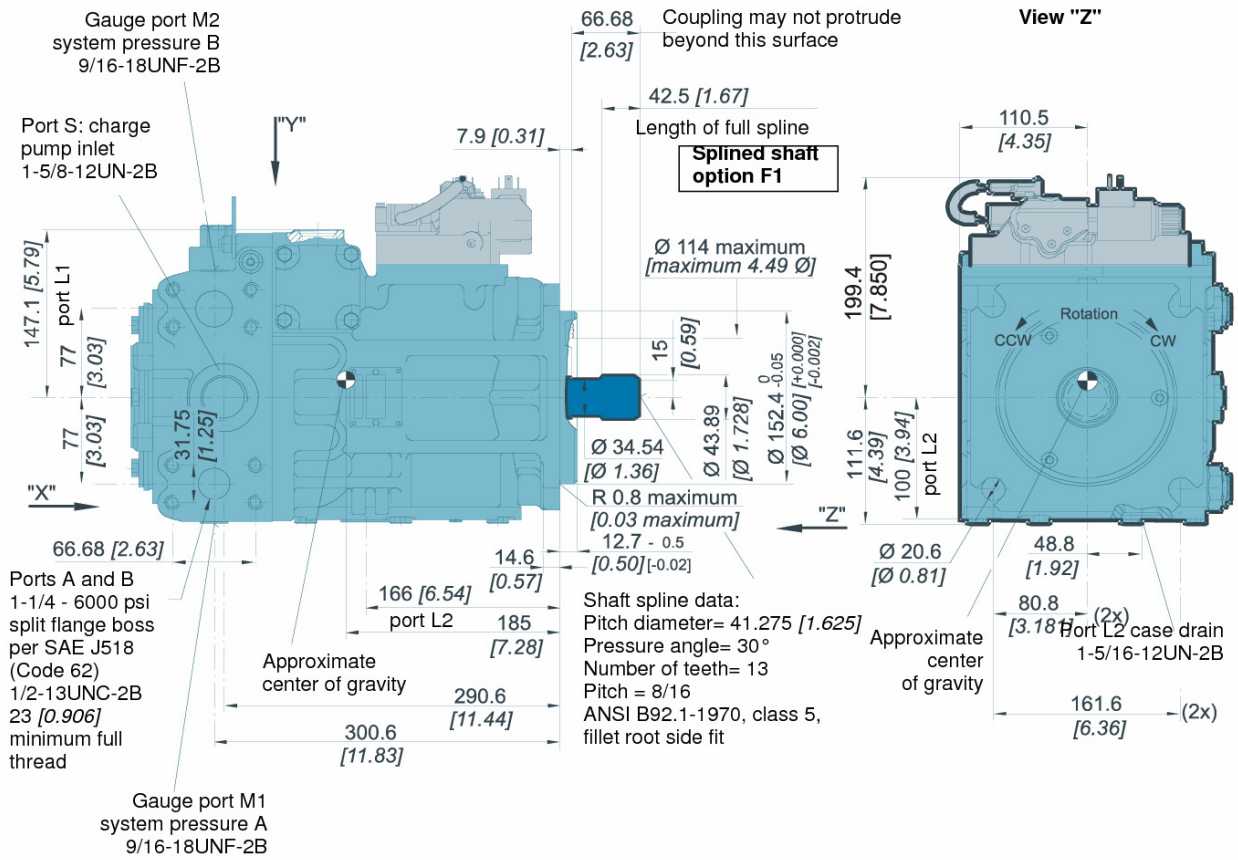 Gauge port M2
system pressure B
9/16-18UNF-2B
66.68
[2.63]
Coupling may not protrude
beyond this surface
View "Z"
Port S: charge
pump inlet
1-5/8-12UN-2B
"Y"
7.9 [0.31]
42.5 [1.67]
Length of full spline
Splined shaft
option F1
110.5
[4.35]
147.1 [5.79]
port L1
77
[3.03]
77
[3.03]
31.75
[1.25]
Ø 114 maximum
[maximum 4.49 Ø]
15
[0.59]
Ø 34.54
[Ø 1.36]
Ø 43.89
[Ø 1.728]
Ø 152.4 0 -0.05
[Ø 6.00] [+0.000]
[-0.002]
199.4
[7.850]
111.6
[4.39]
100 [3.94]
port L2
Rotation
CCW
CW
"X"
R 0.8 maximum
[0.03 maximum]
"Z"
66.68 [2.63]
14.6
[0.57]
12.7 - 0.5
[0.50] [-0.02]
Ø 20.6
[Ø 0.81]
48.8
[1.92]
80.8
[3.181]
(2x)
Ports A and B
1-1/4 - 6000 psi
split flange boss
per SAE J518
(Code 62)
1/2-13UNC-2B
23 [0.906]
minimum full
thread
166 [6.54]
port L2
185
[7.28]
Approximate
center of gravity
290.6
[11.44]
300.6
[11.83]
Shaft spline data:
Pitch diameter= 41.275 [1.625]
Pressure angle= 30°
Number of teeth= 13
Pitch = 8/16
ANSI B92.1-1970, class 5,
fillet root side fit
Approximate
center
of gravity
Port L2 case drain
1-5/16-12UN-2B
161.6
[6.36]
(2x)
Gauge port M1
system pressure A
9/16-18UNF-2B